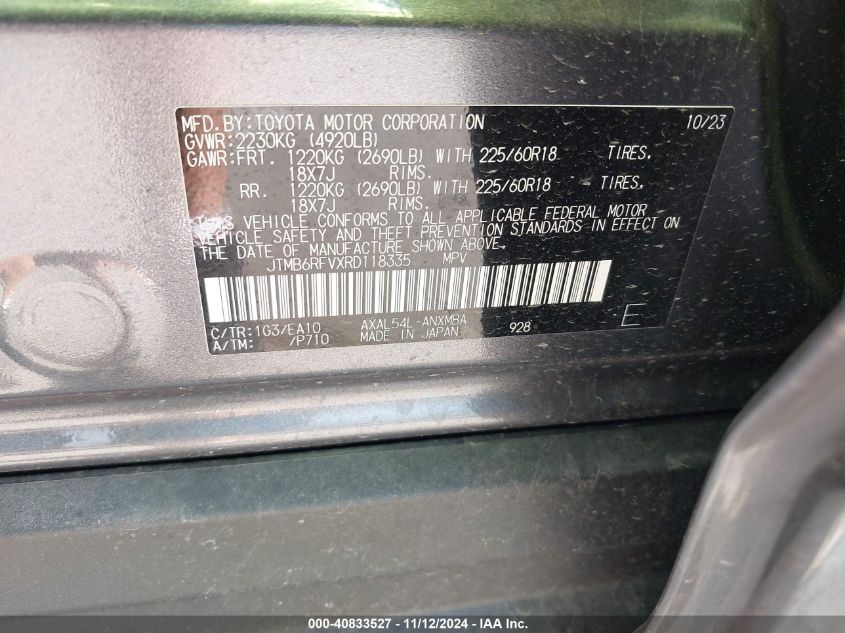 MFD.BY:TOYOTA MOTOR CORPORATION 10/23
GVWR:2230KG (4920LB)
GAWR:FRT. 1220KG (2690LB) WITH 225/60R18 TIRES,
18X7J RIMS.
RR. 1220KG (2690LB) WITH 225/60R18 TIRES,
18X7J RIMS.
THIS VEHICLE CONFORMS TO ALL APPLICABLE FEDERAL MOTOR
VEHICLE SAFETY AND THEFT PREVENTION STANDARDS IN EFFECT ON
THE DATE OF MANUFACTURE SHOWN ABOVE.
JTMB6RFVXRD118335 MPV
C/TR:1G3/EA10 AXAL54L-ANXMBA 928 E
A/TM: /P710 MADE IN JAPAN
000-40833527 - 11/12/2024 - IAA Inc.